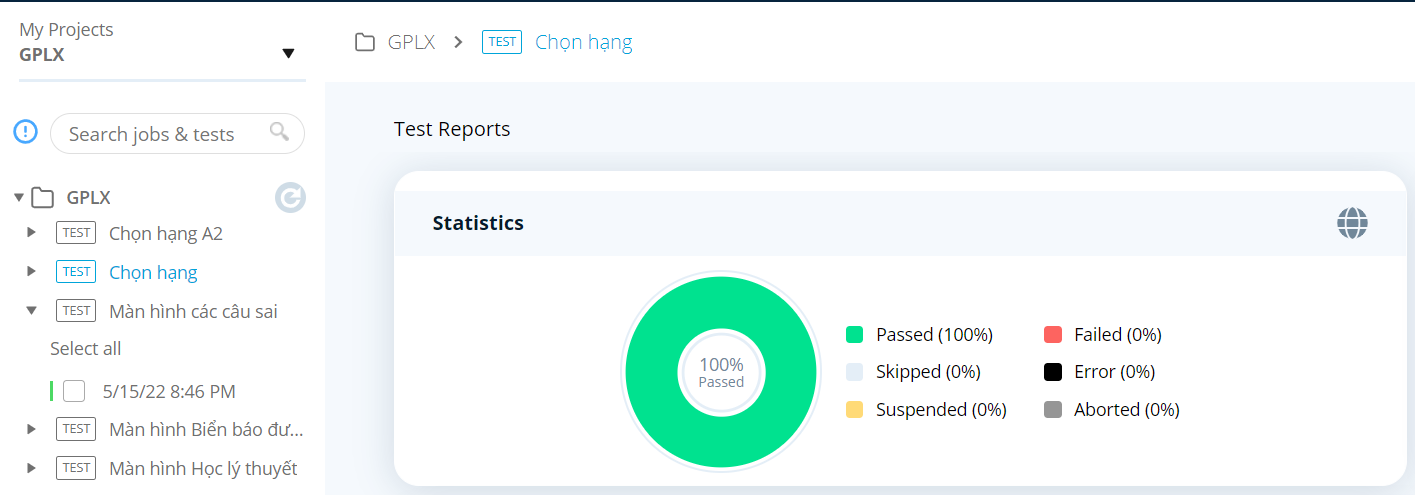 My Projects
GPLX
GPLX
TEST
Chọn hạng
Search jobs & tests
Test Reports
GPLX
Statistics
TEST
Chọn hạng A2
TEST
Chọn hạng
TEST
Màn hình các câu sai
Select all
5/15/22 8:46 PM
TEST
Màn hình Biển báo đư...
TEST
Màn hình Học lý thuyết
100%
Passed
Passed (100%)
Failed (0%)
Skipped (0%)
Error (0%)
Suspended (0%)
Aborted (0%)